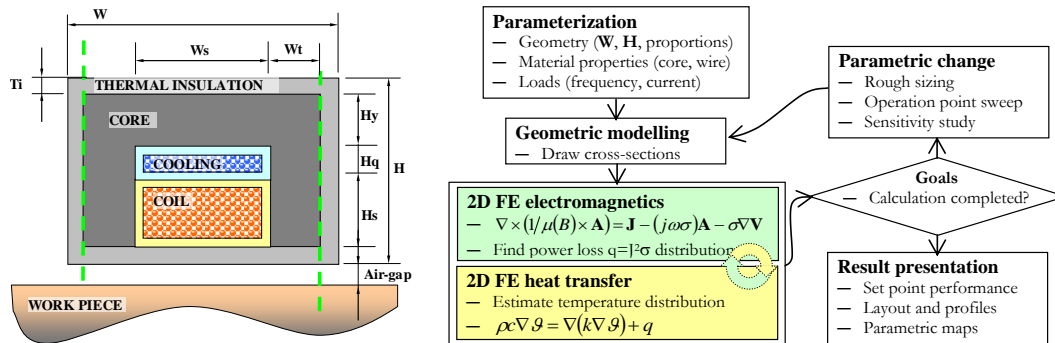 W
Ws
Wt
Ti
THERMAL INSULATION
CORE
Hy
COOLING
Hq
H
COIL
Hs
Air-gap
WORK PIECE
Parameterization
— Geometry (W, H, proportions)
— Material properties (core, wire)
— Loads (frequency, current)
Geometric modelling
— Draw cross-sections
2D FE electromagnetics
— ∇×(1/μ(B)×A)=J−(jωσ)A−σ∇V
— Find power loss q=J²σ distribution
2D FE heat transfer
— Estimate temperature distribution
— ρc∇ϑ=∇(k∇ϑ)+q
Parametric change
— Rough sizing
— Operation point sweep
— Sensitivity study
Goals
— Calculation completed?
Result presentation
— Set point performance
— Layout and profiles
— Parametric maps